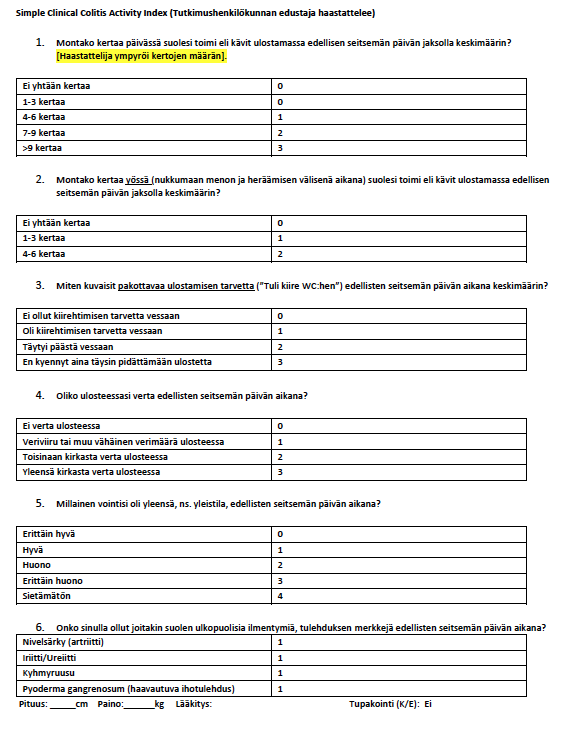 Simple Clinical Colitis Activity Index (Tutkimushenkilökunnan edustaja haastattelee)
1. Montako kertaa päivässä suolesi toimi eli kävit ulostamassa edellisen seitsemän päivän jaksolla keskimäärin?
[Haastattelija ympyröi kertojen määrän].
Ei yhtään kertaa 0
1-3 kertaa 0
4-6 kertaa 1
7-9 kertaa 2
>9 kertaa 3
2. Montako kertaa yössä (nukkumaan menon ja heräämisen välisenä aikana) suolesi toimi eli kävit ulostamassa edellisen
seitsemän päivän jaksolla keskimäärin?
Ei yhtään kertaa 0
1-3 kertaa 1
4-6 kertaa 2
3. Miten kuvaisit pakottavaa ulostamisen tarvetta ("Tuli kiire WC:hen") edellisten seitsemän päivän aikana keskimäärin?
Ei ollut kiirehtimisen tarvetta vessaan 0
Oli kiirehtimisen tarvetta vessaan 1
Täytyi päästä vessaan 2
En kyennyt aina täysin pidättämään ulostetta 3
4. Oliko ulosteessasi verta edellisten seitsemän päivän aikana?
Ei verta ulosteessa 0
Veriviiru tai muu vähäinen verimäärä ulosteessa 1
Toisinaan kirkasta verta ulosteessa 2
Yleensä kirkasta verta ulosteessa 3
5. Millainen vointisi oli yleensä, ns. yleistila, edellisten seitsemän päivän aikana?
Erittäin hyvä 0
Hyvä 1
Huono 2
Erittäin huono 3
Sietämätön 4
6. Onko sinulla ollut joitakin suolen ulkopuolisia ilmentymiä, tulehduksen merkkejä edellisten seitsemän päivän aikana?
Nivelsärky (artriitti) 1
Iriitti/Ureiitti 1
Kyhmyruusu 1
Pyoderma gangrenosum (haavautuva ihotulehdus) 1
Pituus: _____cm Paino:______kg Lääkitys: Tupakointi (K/E): Ei